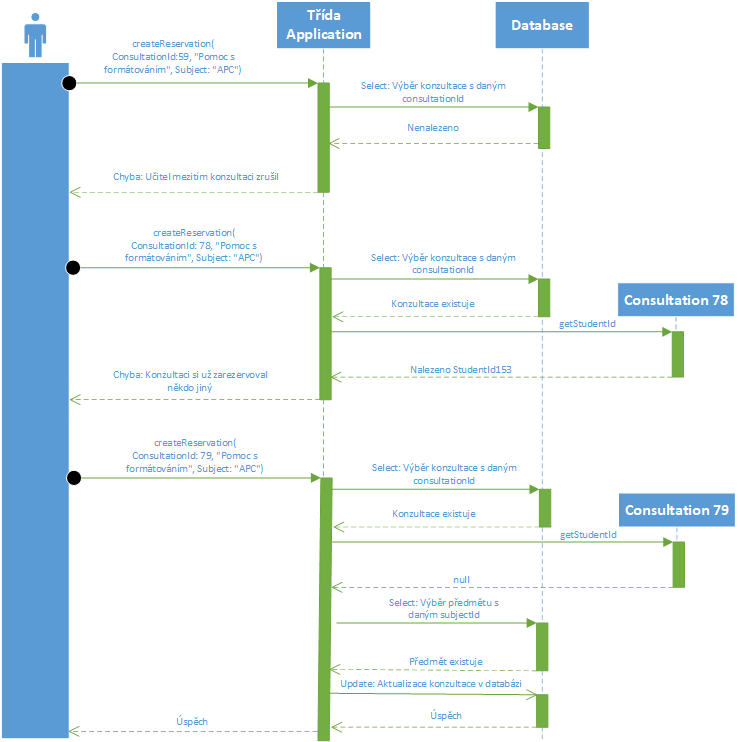 Třída
Application
Database
createReservation(
ConsultationId:59, "Pomoc s
formátováním", Subject: "APC")
Select: Výběr konzultace s daným
consultationId
Nenalezeno
Chyba: Učitel mezitím konzultaci zrušil
createReservation(
ConsultationId: 78, "Pomoc s
formátováním", Subject: "APC")
Select: Výběr konzultace s daným
consultationId
Konzultace existuje
Consultation 78
getStudentId
Nalezeno StudentId153
Chyba: Konzultaci si už zarezervoval
někdo jiný
createReservation(
ConsultationId: 79, "Pomoc s
formátováním", Subject: "APC")
Select: Výběr konzultace s daným
consultationId
Konzultace existuje
Consultation 79
getStudentId
null
Select: Výběr předmětu s
daným subjectId
Předmět existuje
Update: Aktualizace konzultace v databázi
Úspěch
Úspěch